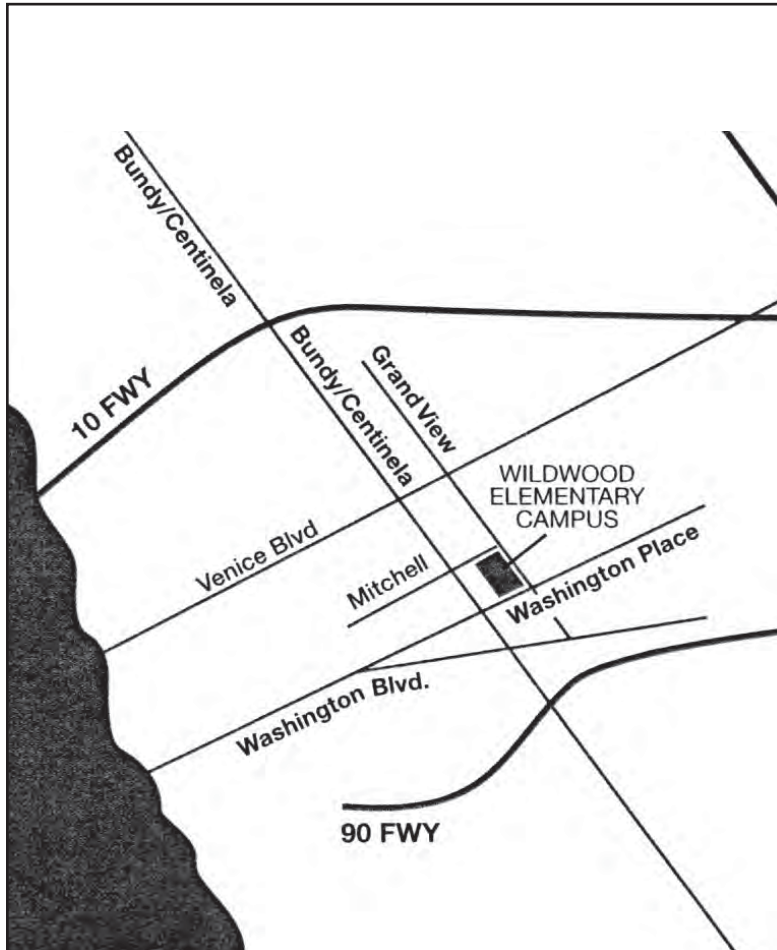 Bundy/Centinela
10 FWY
Bundy/Centinela
Grand View
WILDWOOD
ELEMENTARY
CAMPUS
Venice Blvd
Mitchell
Washington Place
Washington Blvd.
90 FWY